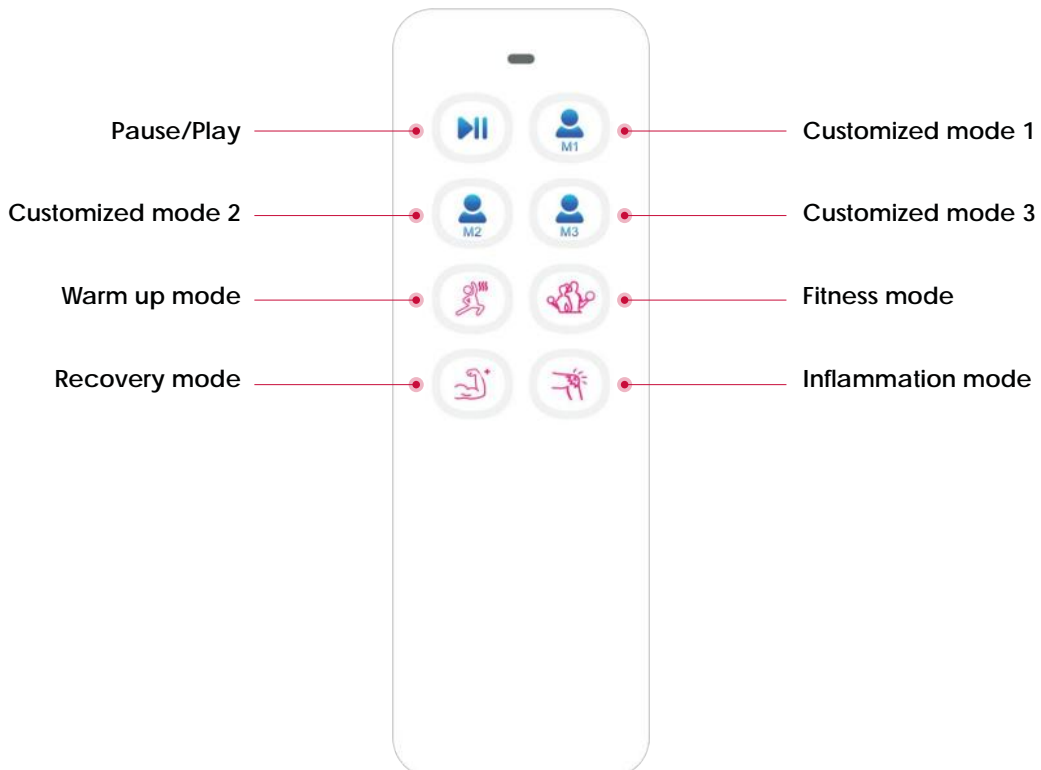 Pause/Play
M1
Customized mode 1
Customized mode 2
M2
M3
Customized mode 3
Warm up mode
Fitness mode
Recovery mode
Inflammation mode